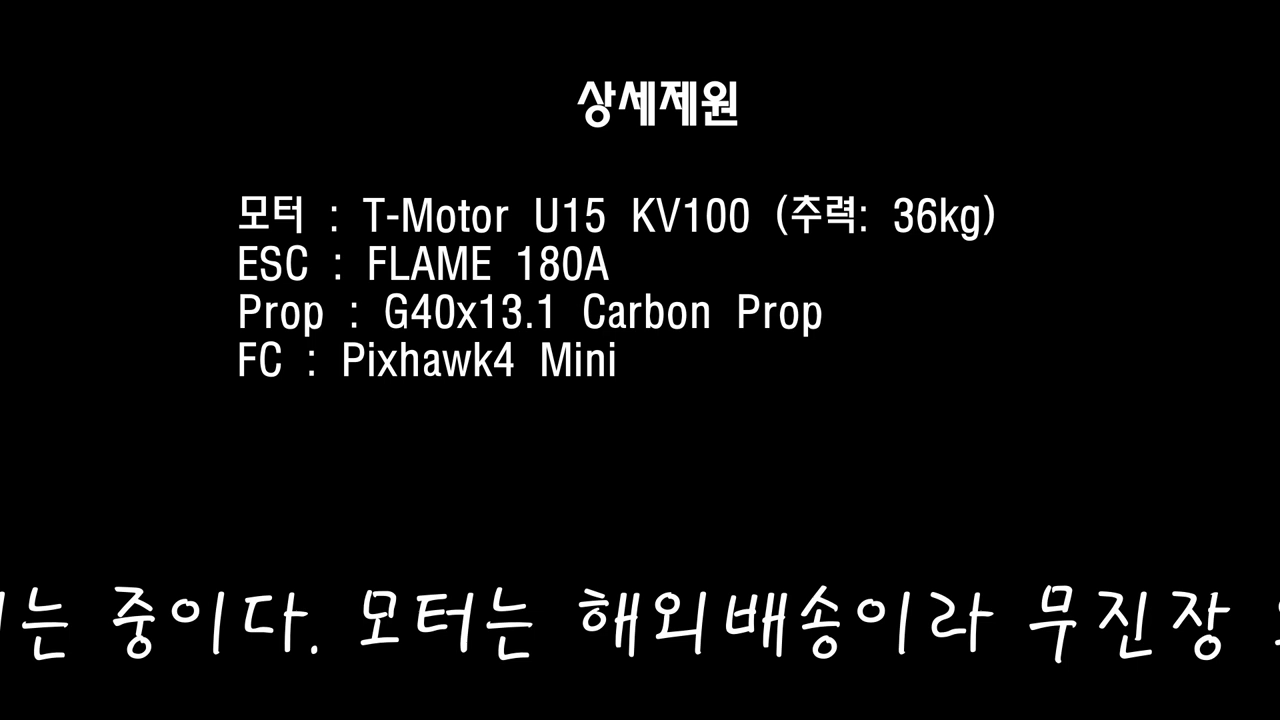 상세제원
모터 : T-Motor U15 KV100 (추력: 36kg)
ESC : FLAME 180A
Prop : G40x13.1 Carbon Prop
FC : Pixhawk4 Mini
는 중이다. 모터는 해외배송이라 무진장